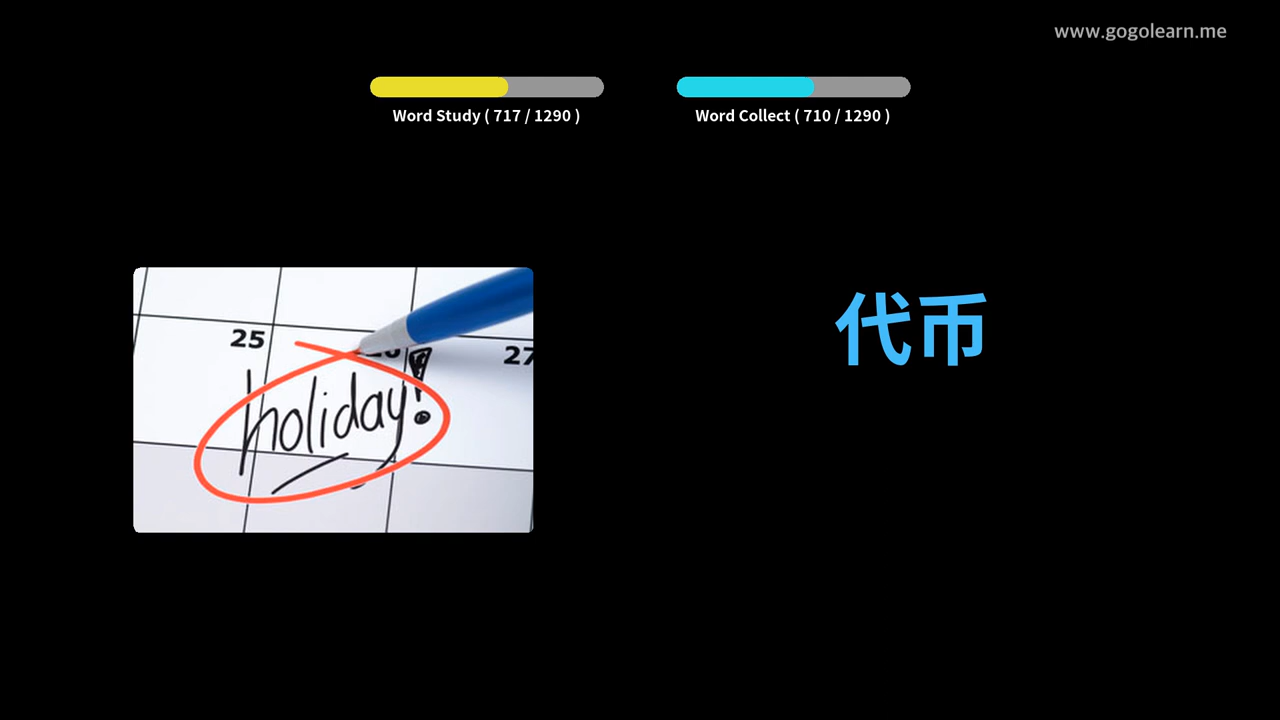 www.gogolearn.me
Word Study ( 717 / 1290 )
Word Collect ( 710 / 1290 )
代币
25
27
holiday!